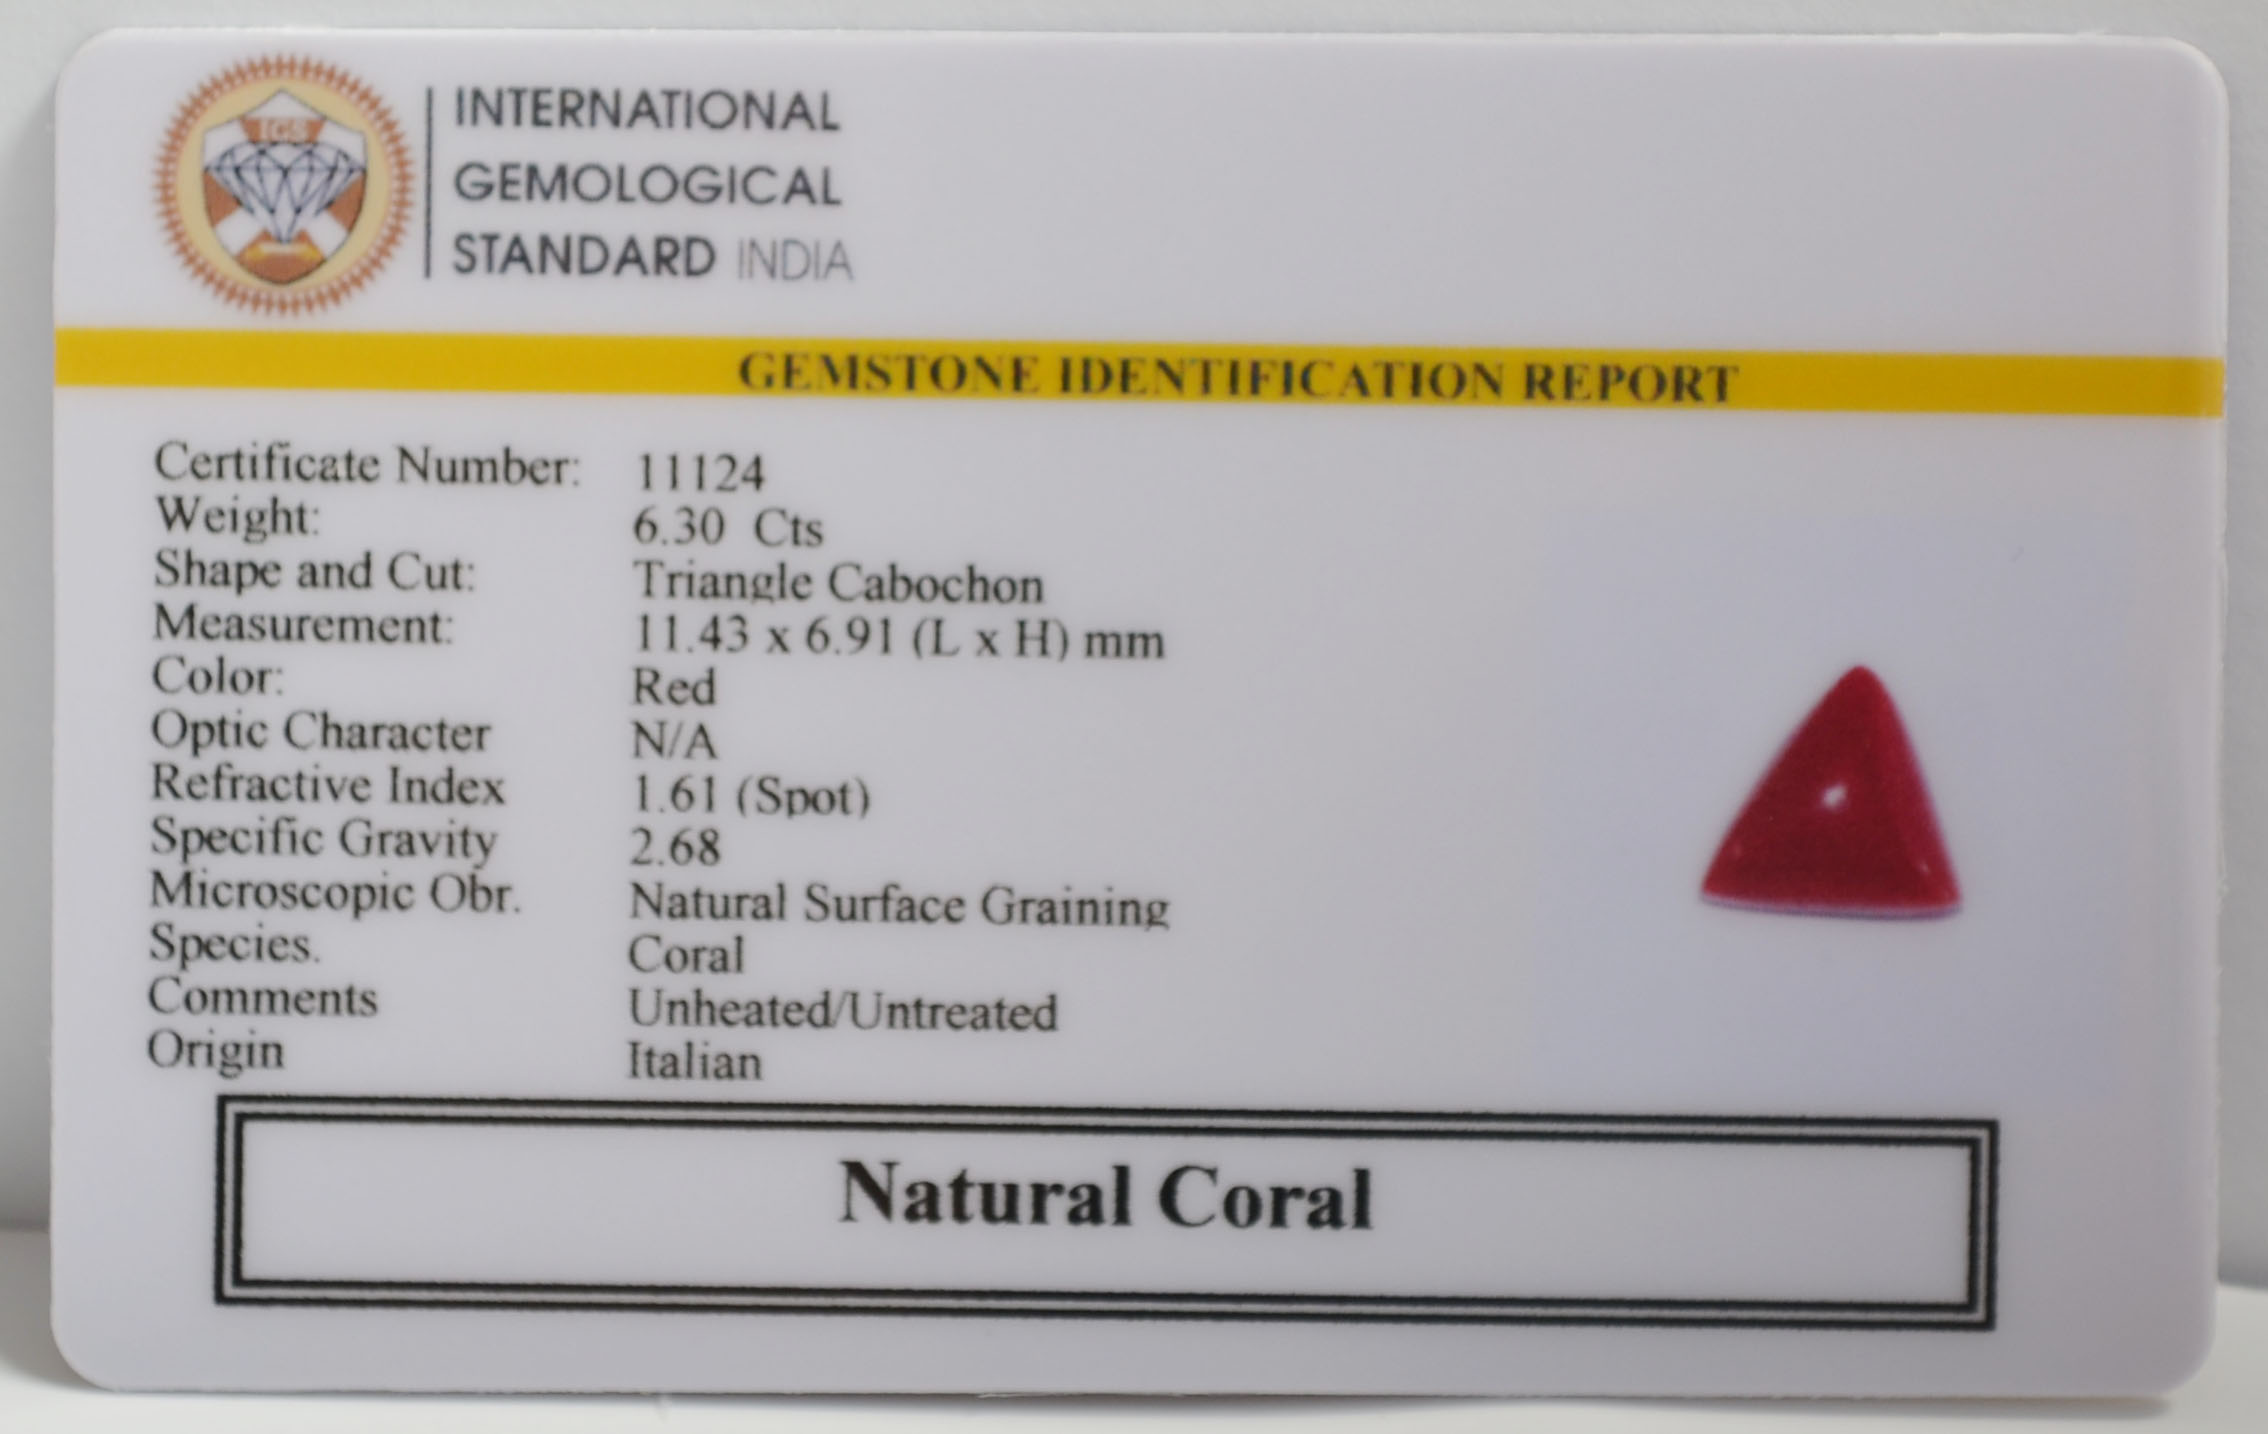 IGS
INTERNATIONAL
GEMOLOGICAL
STANDARD INDIA
GEMSTONE IDENTIFICATION REPORT
Certificate Number: 11124
Weight: 6.30 Cts
Shape and Cut: Triangle Cabochon
Measurement: 11.43 x 6.91 (L x H) mm
Color: Red
Optic Character N/A
Refractive Index 1.61 (Spot)
Specific Gravity 2.68
Microscopic Obr. Natural Surface Graining
Species. Coral
Comments Unheated/Untreated
Origin Italian
Natural Coral